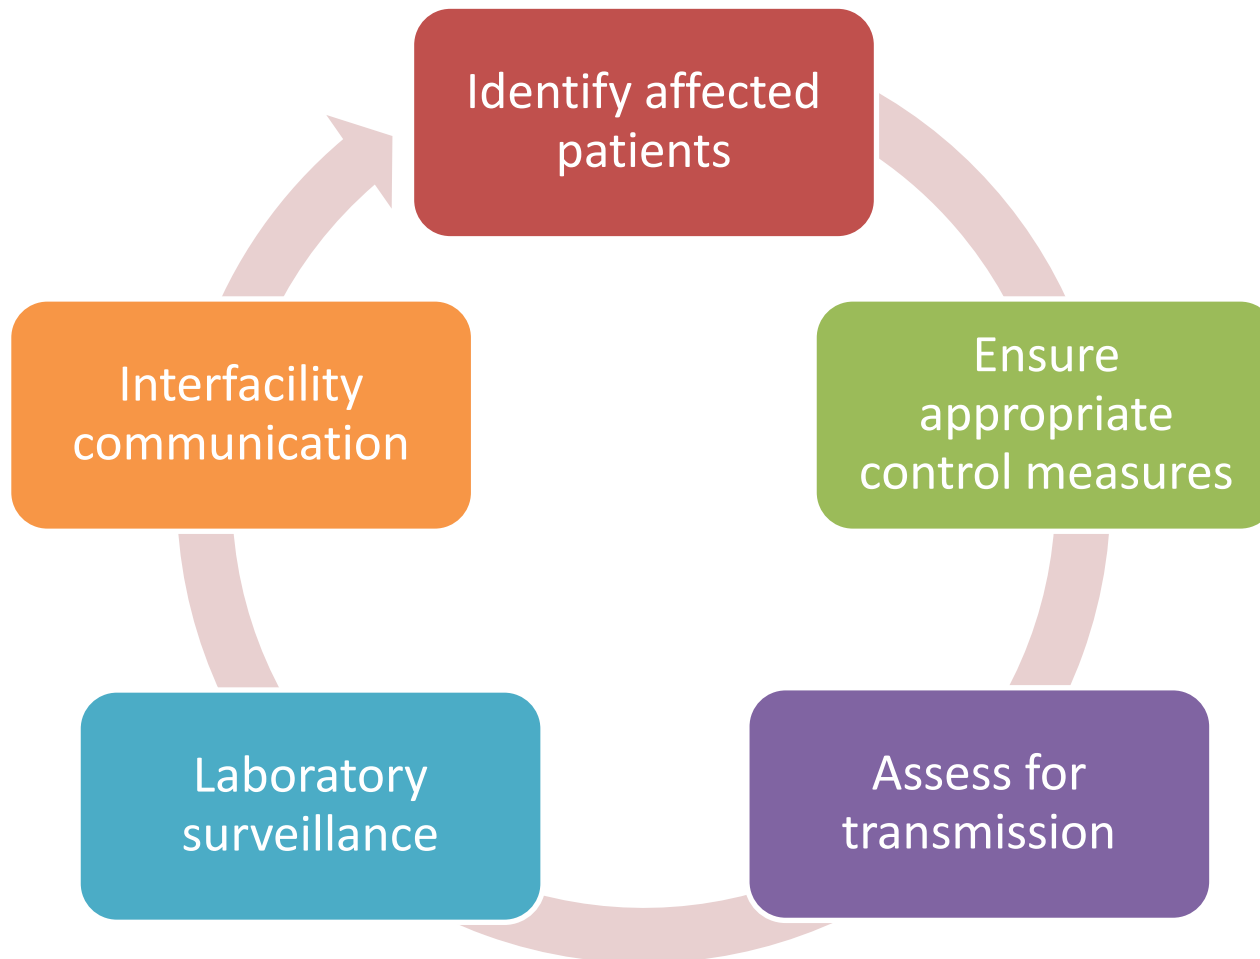 Identify affected
patients
Ensure
appropriate
control measures
Assess for
transmission
Laboratory
surveillance
Interfacility
communication